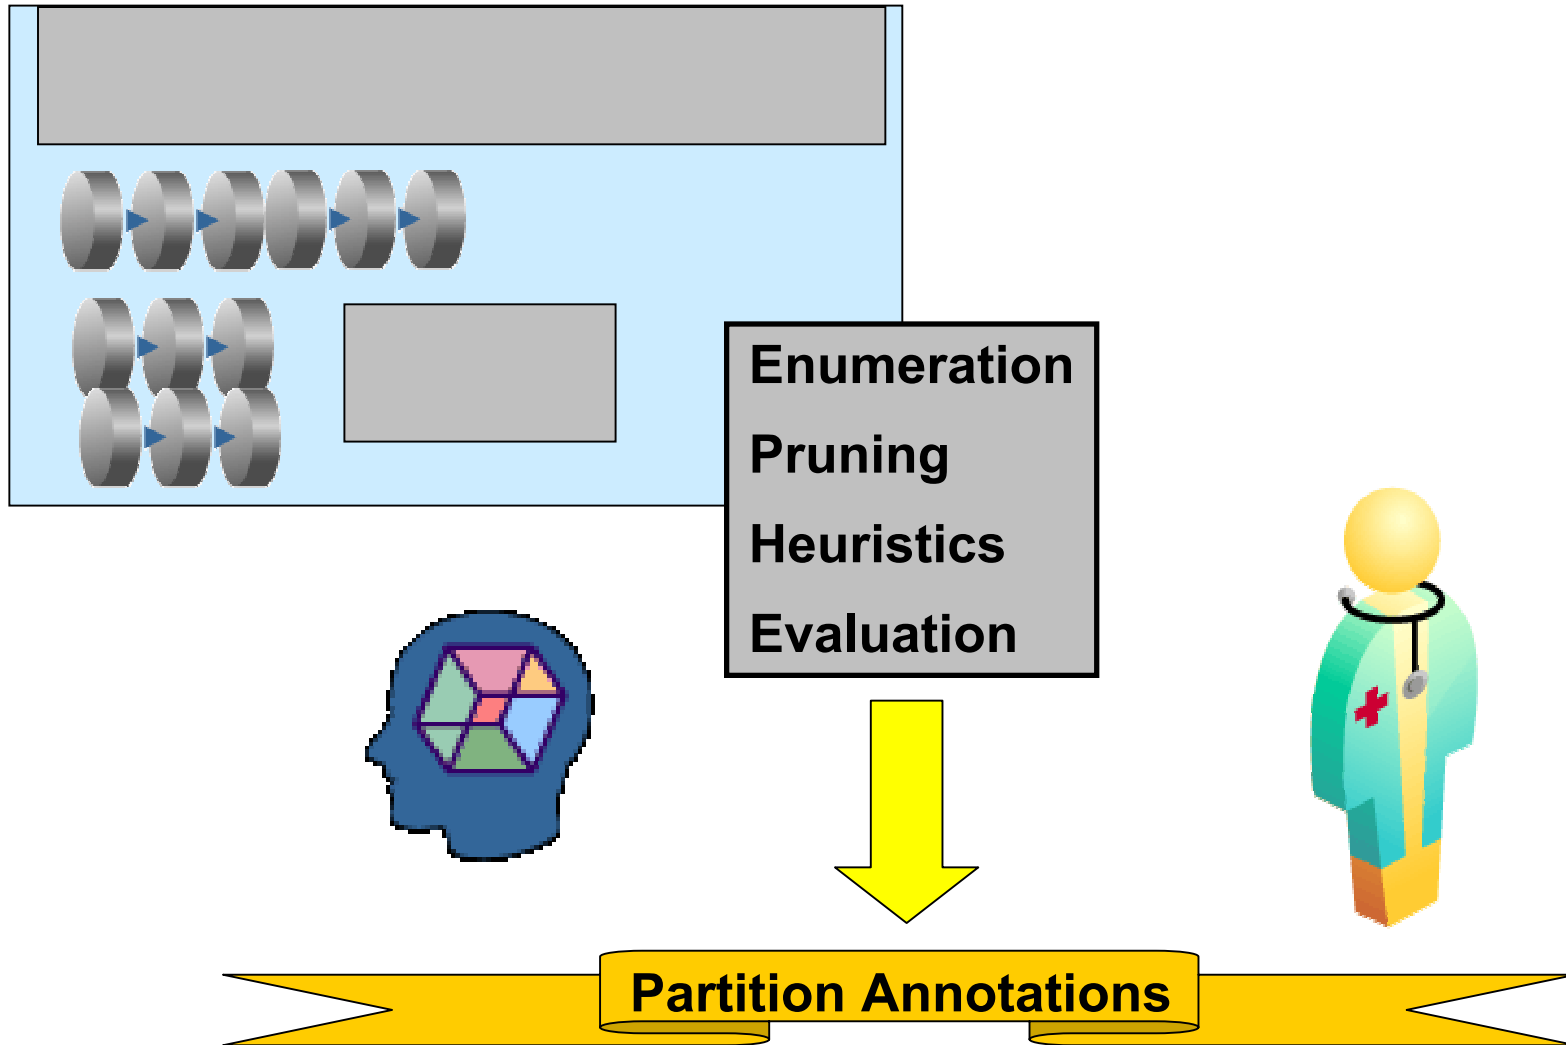 Enumeration
Pruning
Heuristics
Evaluation
Partition Annotations